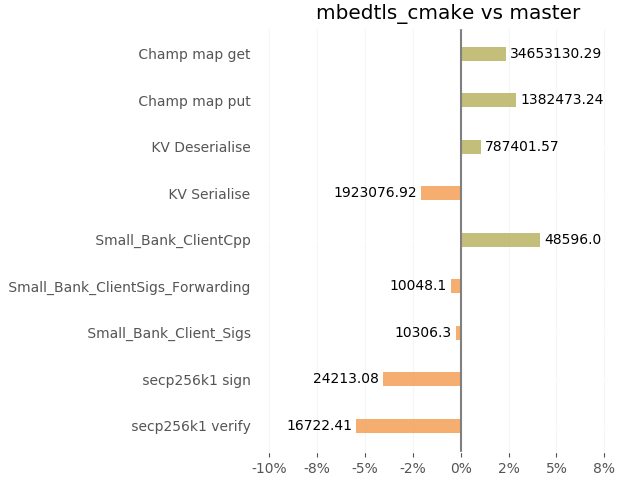 mbedtls_cmake vs master
Champ map get 34653130.29
Champ map put 1382473.24
KV Deserialise 787401.57
KV Serialise 1923076.92
Small_Bank_ClientCpp 48596.0
Small_Bank_ClientSigs_Forwarding 10048.1
Small_Bank_Client_Sigs 10306.3
secp256k1 sign 24213.08
secp256k1 verify 16722.41
-10% -8% -5% -2% 0% 2% 5% 8%